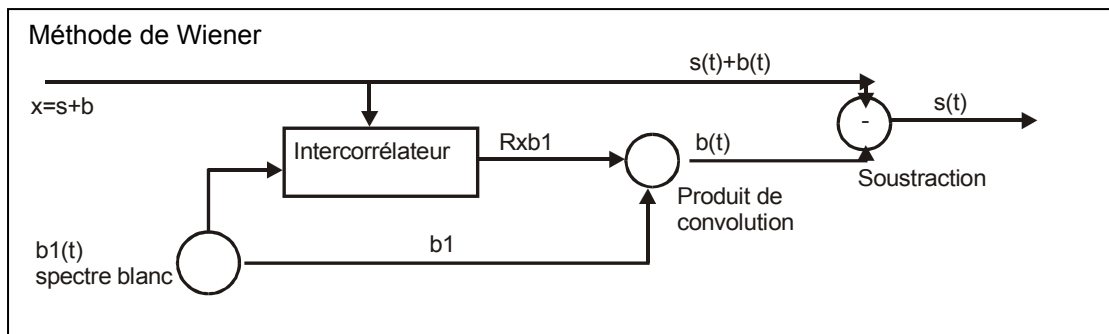 Méthode de Wiener
s(t)+b(t)
x=s+b
s(t)
-
Intercorrélateur
Rxb1
b(t)
Soustraction
Produit de
convolution
b1(t)
spectre blanc
b1